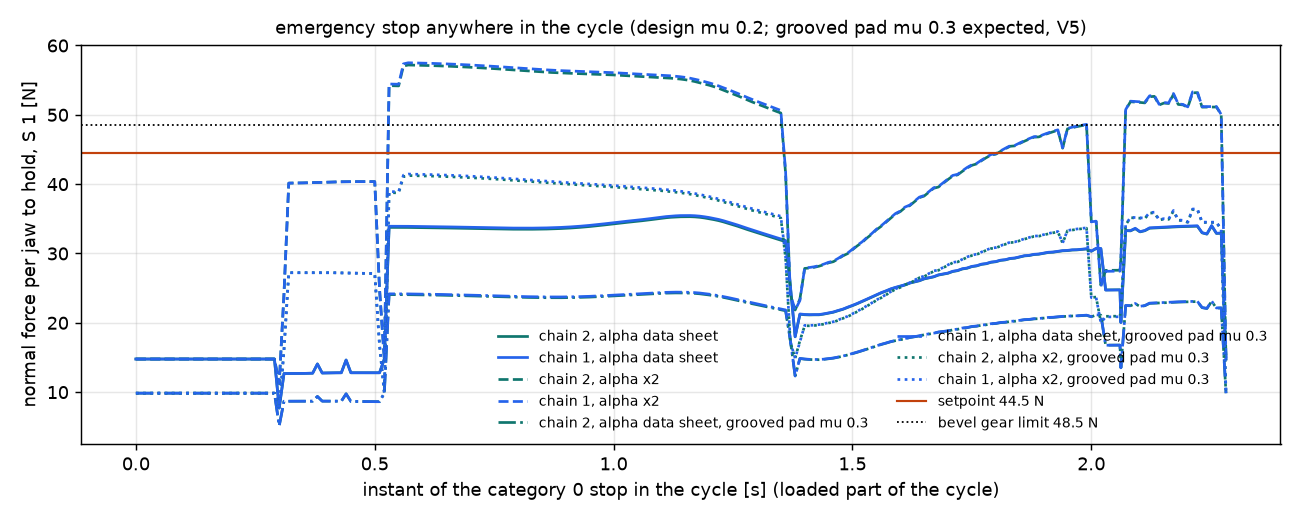 emergency stop anywhere in the cycle (design mu 0.2; grooved pad mu 0.3 expected, V5)
normal force per jaw to hold, S 1 [N]
60
50
40
30
20
10
chain 2, alpha data sheet
chain 1, alpha data sheet
chain 2, alpha x2
chain 1, alpha x2
chain 2, alpha data sheet, grooved pad mu 0.3
chain 1, alpha data sheet, grooved pad mu 0.3
chain 2, alpha x2, grooved pad mu 0.3
chain 1, alpha x2, grooved pad mu 0.3
setpoint 44.5 N
bevel gear limit 48.5 N
0.0 0.5 1.0 1.5 2.0
instant of the category 0 stop in the cycle [s] (loaded part of the cycle)